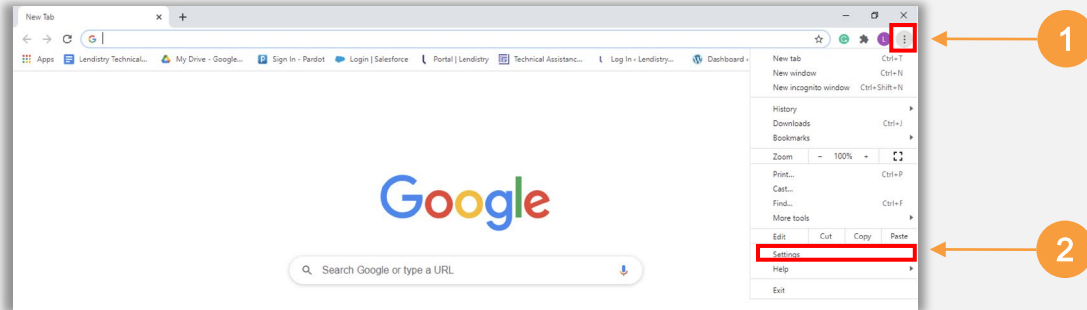 New Tab
G
L
Apps Lendistry Technical... My Drive - Google... Sign In - Pardot Login | Salesforce Portal | Lendistry Technical Assistanc... Log In ‹ Lendistry... Dashboard ‹
New tab Ctrl+T
New window Ctrl+N
New incognito window Ctrl+Shift+N
History
Downloads Ctrl+J
Bookmarks
Zoom - 100% +
Print... Ctrl+P
Cast...
Find... Ctrl+F
More tools
Edit Cut Copy Paste
Settings
Help
Exit
Google
Search Google or type a URL
1
2